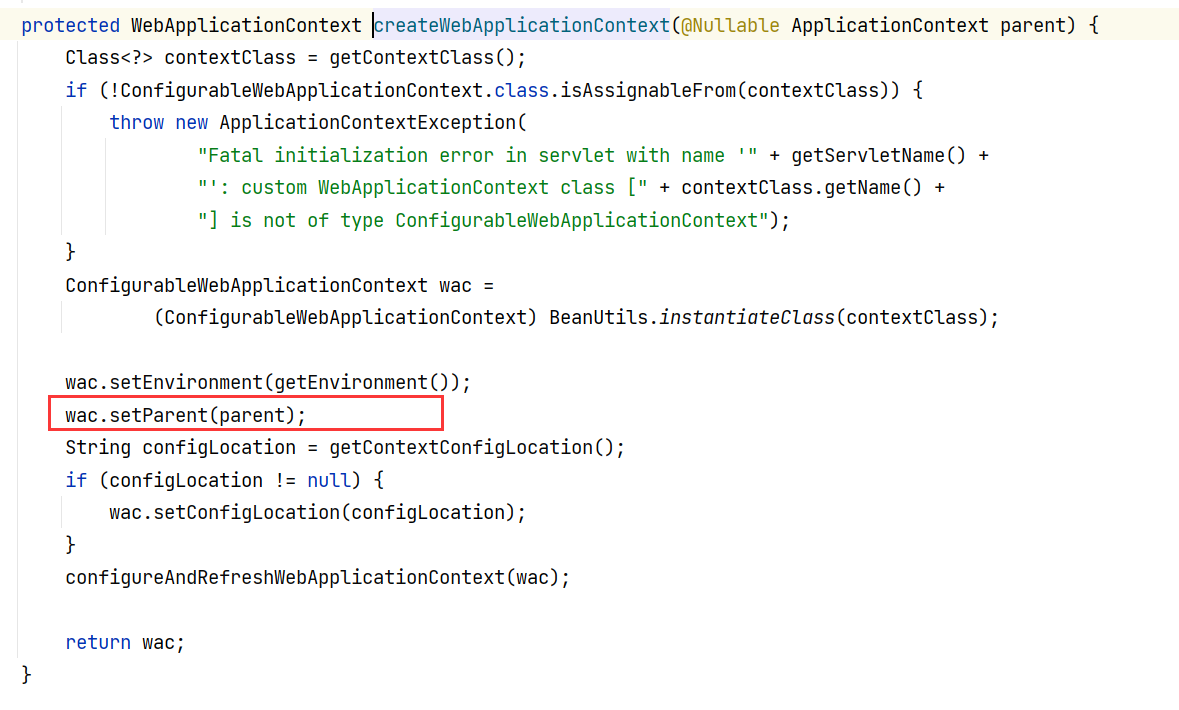 protected WebApplicationContext createWebApplicationContext(@Nullable ApplicationContext parent) {
    Class<?> contextClass = getContextClass();
    if (!ConfigurableWebApplicationContext.class.isAssignableFrom(contextClass)) {
        throw new ApplicationContextException(
                "Fatal initialization error in servlet with name '" + getServletName() +
                "': custom WebApplicationContext class [" + contextClass.getName() +
                "] is not of type ConfigurableWebApplicationContext");
    }
    ConfigurableWebApplicationContext wac =
            (ConfigurableWebApplicationContext) BeanUtils.instantiateClass(contextClass);

    wac.setEnvironment(getEnvironment());
    wac.setParent(parent);
    String configLocation = getContextConfigLocation();
    if (configLocation != null) {
        wac.setConfigLocation(configLocation);
    }
    configureAndRefreshWebApplicationContext(wac);

    return wac;
}